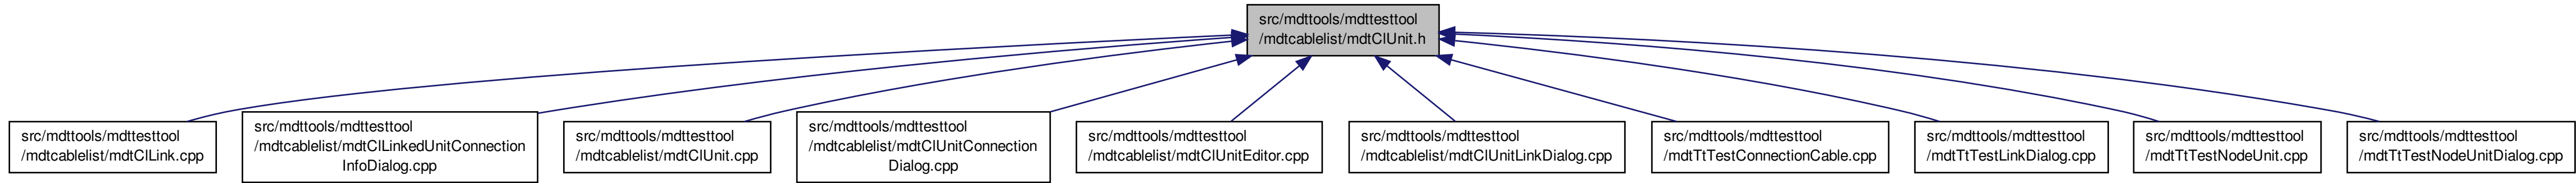 src/mdttools/mdttesttool
/mdtcablelist/mdtClUnit.h
src/mdttools/mdttesttool
/mdtcablelist/mdtClLink.cpp
src/mdttools/mdttesttool
/mdtcablelist/mdtClLinkedUnitConnection
InfoDialog.cpp
src/mdttools/mdttesttool
/mdtcablelist/mdtClUnit.cpp
src/mdttools/mdttesttool
/mdtcablelist/mdtClUnitConnection
Dialog.cpp
src/mdttools/mdttesttool
/mdtcablelist/mdtClUnitEditor.cpp
src/mdttools/mdttesttool
/mdtcablelist/mdtClUnitLinkDialog.cpp
src/mdttools/mdttesttool
/mdtTtTestConnectionCable.cpp
src/mdttools/mdttesttool
/mdtTtTestLinkDialog.cpp
src/mdttools/mdttesttool
/mdtTtTestNodeUnit.cpp
src/mdttools/mdttesttool
/mdtTtTestNodeUnitDialog.cpp